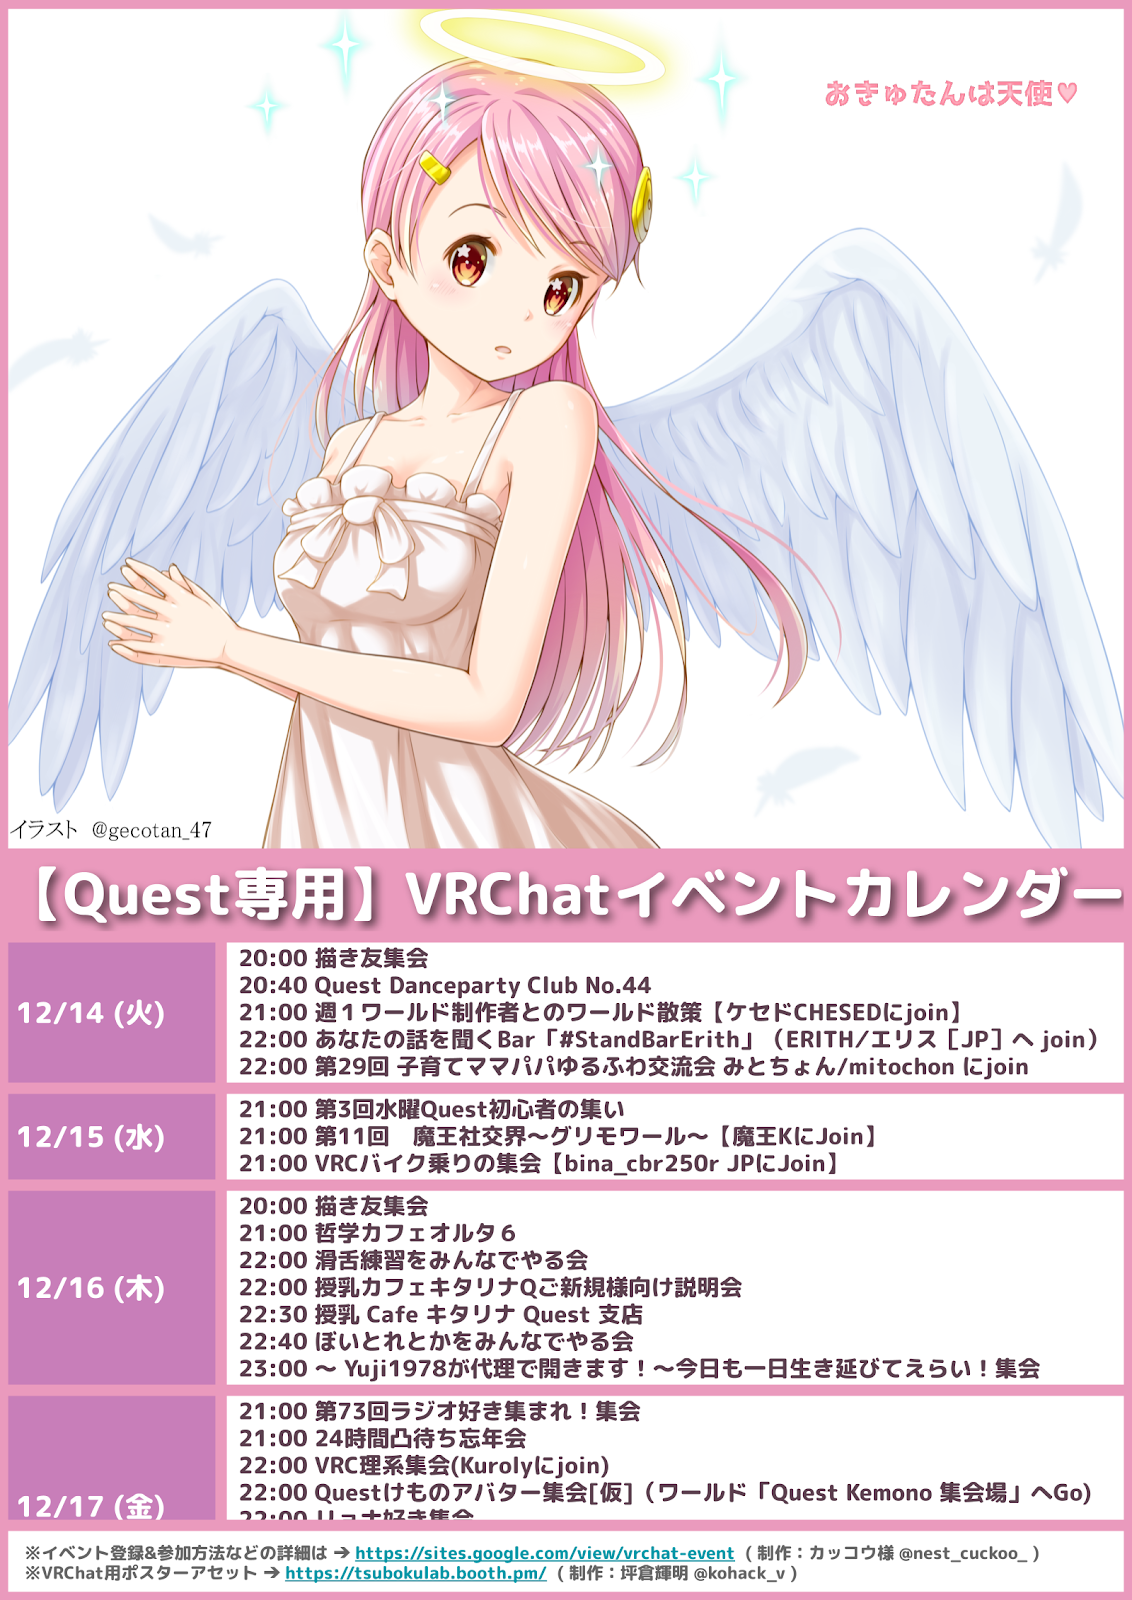 おきゅたんは天使♥
イラスト @gecotan_47
【Quest専用】VRChatイベントカレンダー
12/14 (火)
20:00 描き友集会
20:40 Quest Danceparty Club No.44
21:00 週１ワールド制作者とのワールド散策【ケセドCHESEDにjoin】
22:00 あなたの話を聞くBar「#StandBarErith」（ERITH/エリス［JP］へ join）
22:00 第29回 子育てママパパゆるふわ交流会 みとちょん/mitochon にjoin
12/15 (水)
21:00 第3回水曜Quest初心者の集い
21:00 第11回　魔王社交界～グリモワール～【魔王KにJoin】
21:00 VRCバイク乗りの集会【bina_cbr250r JPにJoin】
12/16 (木)
20:00 描き友集会
21:00 哲学カフェオルタ６
22:00 滑舌練習をみんなでやる会
22:00 授乳カフェキタリナQご新規様向け説明会
22:30 授乳 Cafe キタリナ Quest 支店
22:40 ぼいとれとかをみんなでやる会
23:00 ～ Yuji1978が代理で開きます！～今日も一日生き延びてえらい！集会
12/17 (金)
21:00 第73回ラジオ好き集まれ！集会
21:00 24時間凸待ち忘年会
22:00 VRC理系集会(Kurolyにjoin)
22:00 Questけものアバター集会[仮]（ワールド「Quest Kemono 集会場」へGo)
22:00 リョナ好き集会
※イベント登録&参加方法などの詳細は → https://sites.google.com/view/vrchat-event ( 制作：カッコウ様 @nest_cuckoo_ )
※VRChat用ポスターアセット → https://tsubokulab.booth.pm/ ( 制作：坪倉輝明 @kohack_v )